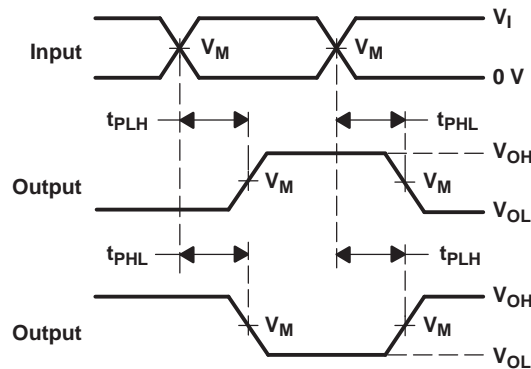 V_I
Input V_M V_M
0 V
t_PLH t_PHL
V_OH
Output V_M V_M
V_OL
t_PHL t_PLH
V_OH
Output V_M V_M
V_OL